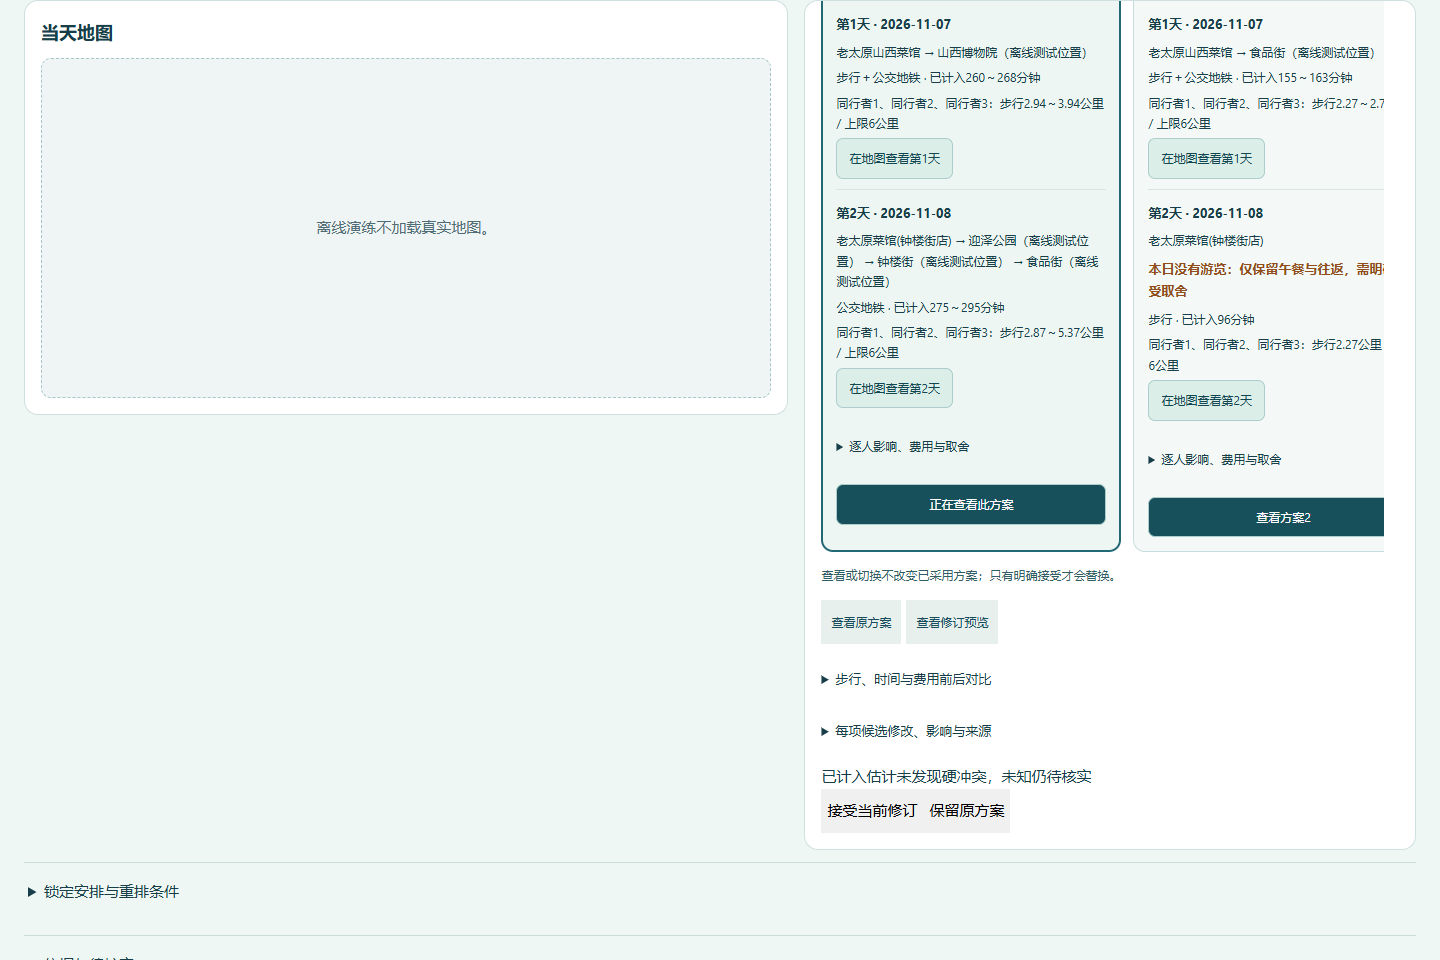 当天地图
离线演练不加载真实地图。
第1天 · 2026-11-07
老太原山西菜馆 → 山西博物院（离线测试位置）
步行 + 公交地铁 · 已计入260～268分钟
同行者1、同行者2、同行者3：步行2.94～3.94公里
/ 上限6公里
在地图查看第1天
第2天 · 2026-11-08
老太原菜馆(钟楼街店) → 迎泽公园（离线测试位
置） → 钟楼街（离线测试位置） → 食品街（离线
测试位置）
公交地铁 · 已计入275～295分钟
同行者1、同行者2、同行者3：步行2.87～5.37公里
/ 上限6公里
在地图查看第2天
逐人影响、费用与取舍
正在查看此方案
第1天 · 2026-11-07
老太原山西菜馆 → 食品街（离线测试位置）
步行 + 公交地铁 · 已计入155～163分钟
同行者1、同行者2、同行者3：步行2.27～2.7
/ 上限6公里
在地图查看第1天
第2天 · 2026-11-08
老太原菜馆(钟楼街店)
本日没有游览：仅保留午餐与往返，需明
受取舍
步行 · 已计入96分钟
同行者1、同行者2、同行者3：步行2.27公里
6公里
在地图查看第2天
逐人影响、费用与取舍
查看方案2
查看或切换不改变已采用方案；只有明确接受才会替换。
查看原方案 查看修订预览
步行、时间与费用前后对比
每项候选修改、影响与来源
已计入估计未发现硬冲突，未知仍待核实
接受当前修订 保留原方案
锁定安排与重排条件